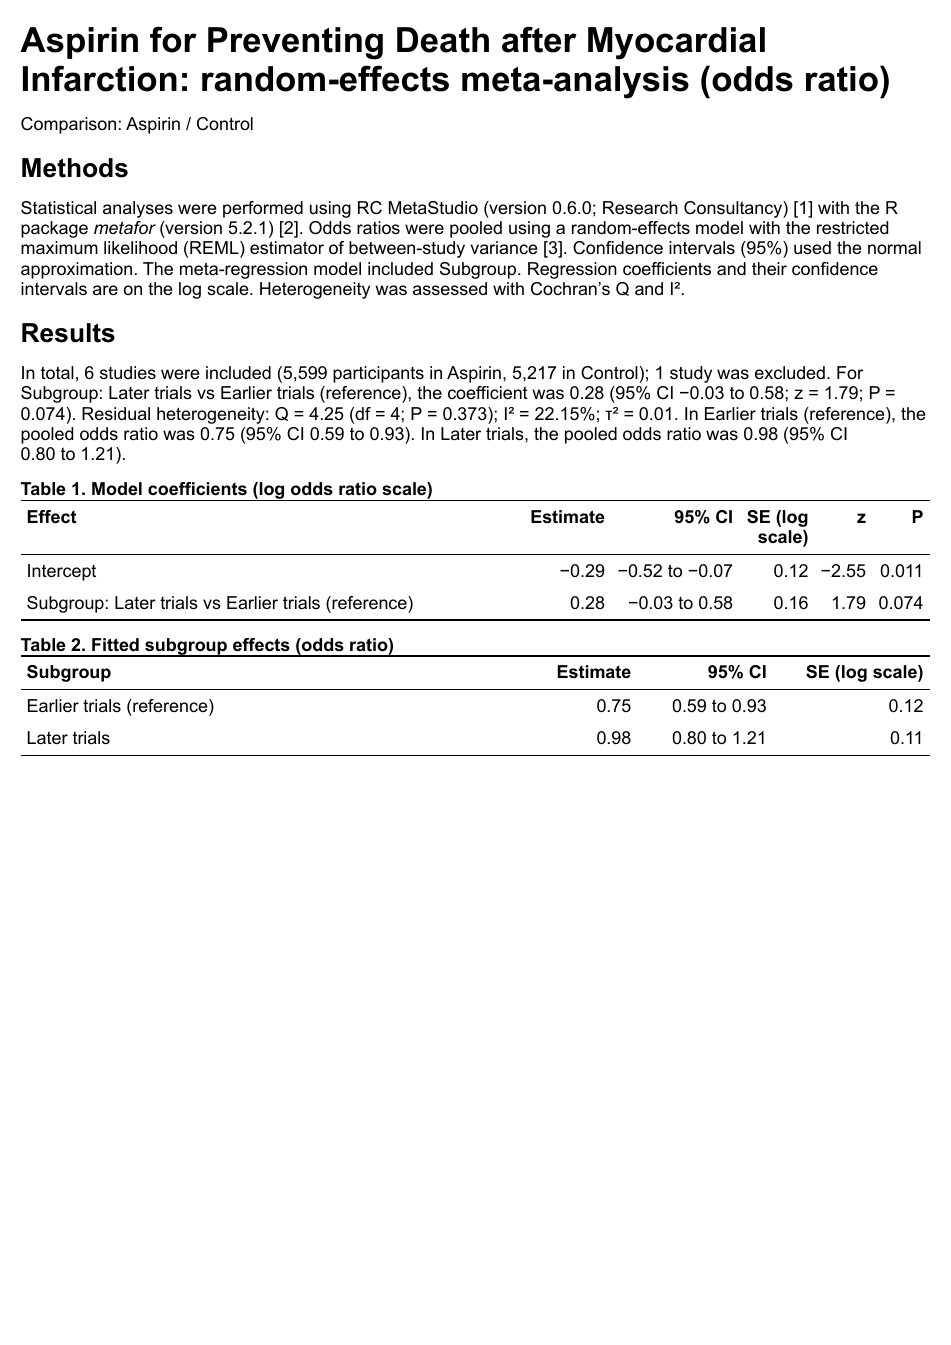 Aspirin for Preventing Death after Myocardial
Infarction: random-effects meta-analysis (odds ratio)
Comparison: Aspirin / Control
Methods
Statistical analyses were performed using RC MetaStudio (version 0.6.0; Research Consultancy) [1] with the R
package metafor (version 5.2.1) [2]. Odds ratios were pooled using a random-effects model with the restricted
maximum likelihood (REML) estimator of between-study variance [3]. Confidence intervals (95%) used the normal
approximation. The meta-regression model included Subgroup. Regression coefficients and their confidence
intervals are on the log scale. Heterogeneity was assessed with Cochran’s Q and I².
Results
In total, 6 studies were included (5,599 participants in Aspirin, 5,217 in Control); 1 study was excluded. For
Subgroup: Later trials vs Earlier trials (reference), the coefficient was 0.28 (95% CI −0.03 to 0.58; z = 1.79; P =
0.074). Residual heterogeneity: Q = 4.25 (df = 4; P = 0.373); I² = 22.15%; τ² = 0.01. In Earlier trials (reference), the
pooled odds ratio was 0.75 (95% CI 0.59 to 0.93). In Later trials, the pooled odds ratio was 0.98 (95% CI
0.80 to 1.21).
Table 1. Model coefficients (log odds ratio scale)
Effect Estimate 95% CI SE (log scale) z P
Intercept −0.29 −0.52 to −0.07 0.12 −2.55 0.011
Subgroup: Later trials vs Earlier trials (reference) 0.28 −0.03 to 0.58 0.16 1.79 0.074
Table 2. Fitted subgroup effects (odds ratio)
Subgroup Estimate 95% CI SE (log scale)
Earlier trials (reference) 0.75 0.59 to 0.93 0.12
Later trials 0.98 0.80 to 1.21 0.11